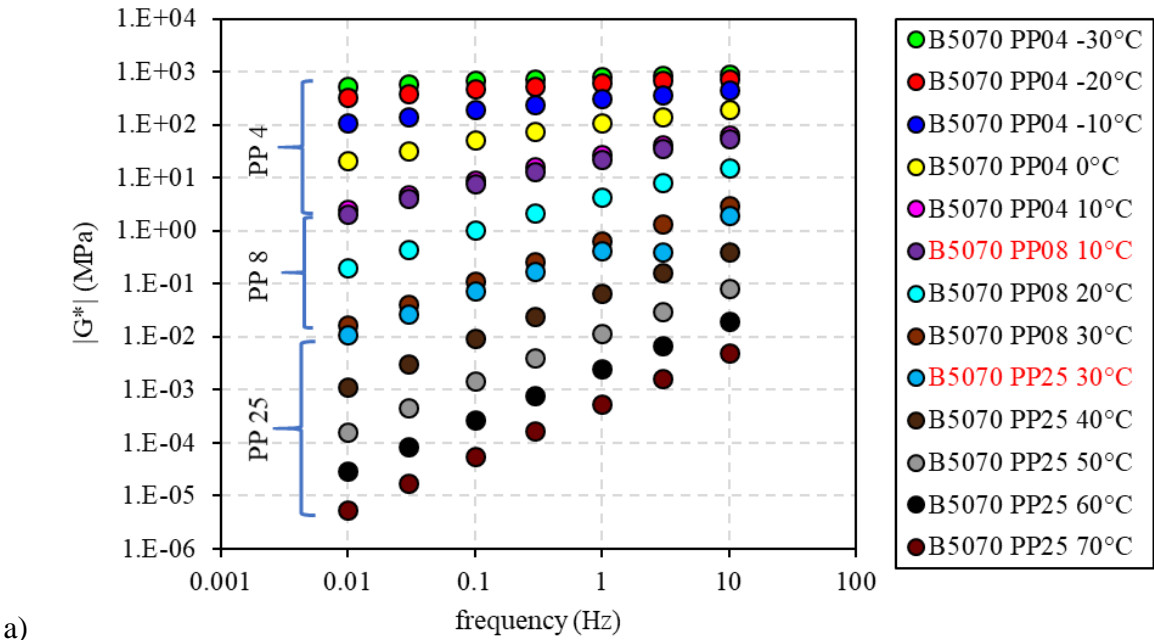 1.E+04
1.E+03
1.E+02
1.E+01
1.E+00
1.E-01
1.E-02
1.E-03
1.E-04
1.E-05
1.E-06
|G*| (MPa)
PP 4
PP 8
PP 25
0.001 0.01 0.1 1 10 100
frequency (Hz)
B5070 PP04 -30°C
B5070 PP04 -20°C
B5070 PP04 -10°C
B5070 PP04 0°C
B5070 PP04 10°C
B5070 PP08 10°C
B5070 PP08 20°C
B5070 PP08 30°C
B5070 PP25 30°C
B5070 PP25 40°C
B5070 PP25 50°C
B5070 PP25 60°C
B5070 PP25 70°C
a)